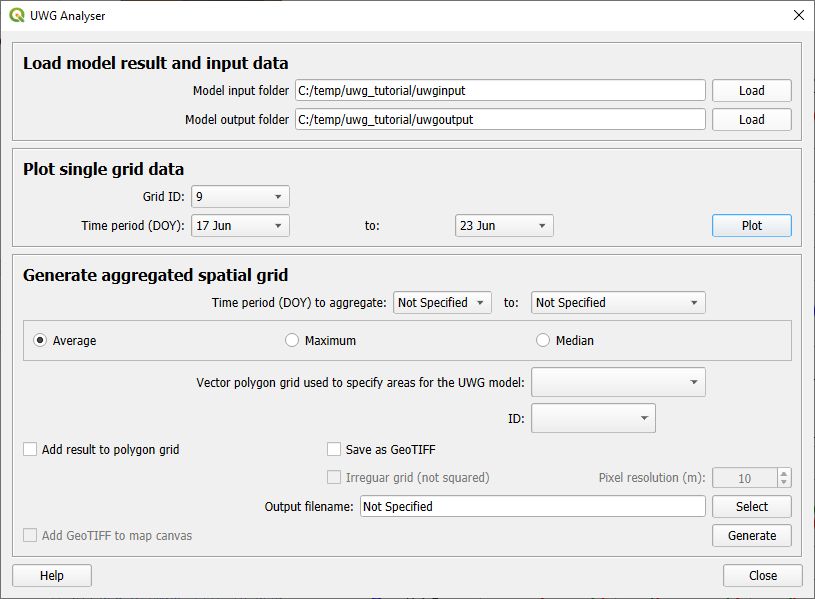 UWG Analyser
Load model result and input data
Model input folder C:/temp/uwg_tutorial/uwginput Load
Model output folder C:/temp/uwg_tutorial/uwgoutput Load
Plot single grid data
Grid ID: 9
Time period (DOY): 17 Jun to: 23 Jun Plot
Generate aggregated spatial grid
Time period (DOY) to aggregate: Not Specified to: Not Specified
Average Maximum Median
Vector polygon grid used to specify areas for the UWG model:
ID:
Add result to polygon grid Save as GeoTIFF
Irreguar grid (not squared) Pixel resolution (m): 10
Output filename: Not Specified Select
Add GeoTIFF to map canvas Generate
Help Close